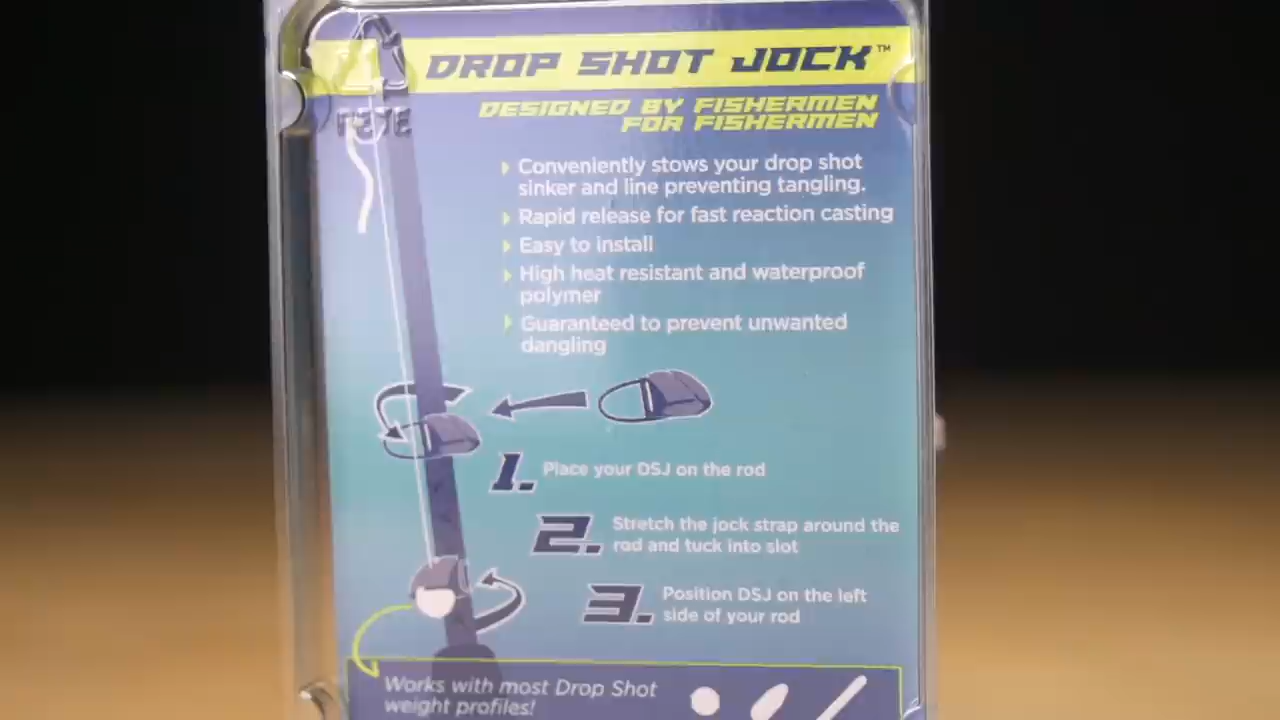 DROP SHOT JOCK™
DESIGNED BY FISHERMEN
FOR FISHERMEN
PETE
Conveniently stows your drop shot
sinker and line preventing tangling.
Rapid release for fast reaction casting
Easy to install
High heat resistant and waterproof
polymer
Guaranteed to prevent unwanted
dangling
1. Place your DSJ on the rod
2. Stretch the jock strap around the
rod and tuck into slot
3. Position DSJ on the left
side of your rod
Works with most Drop Shot
weight profiles!